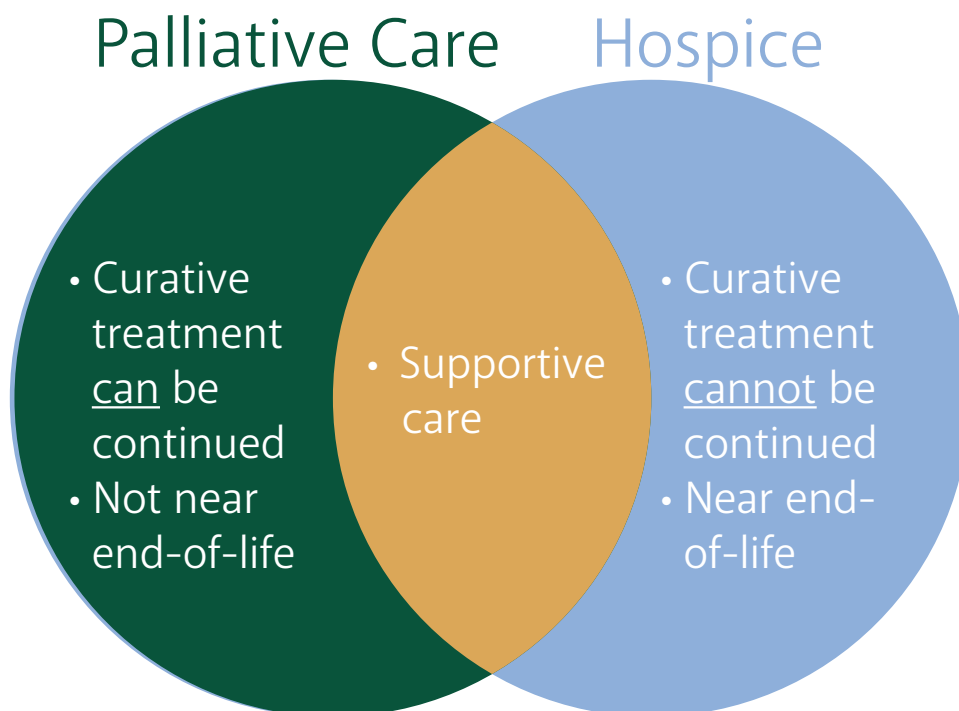 Palliative Care
Hospice
• Curative
treatment
can be
continued
• Not near
end-of-life
• Supportive
care
• Curative
treatment
cannot be
continued
• Near end-
of-life